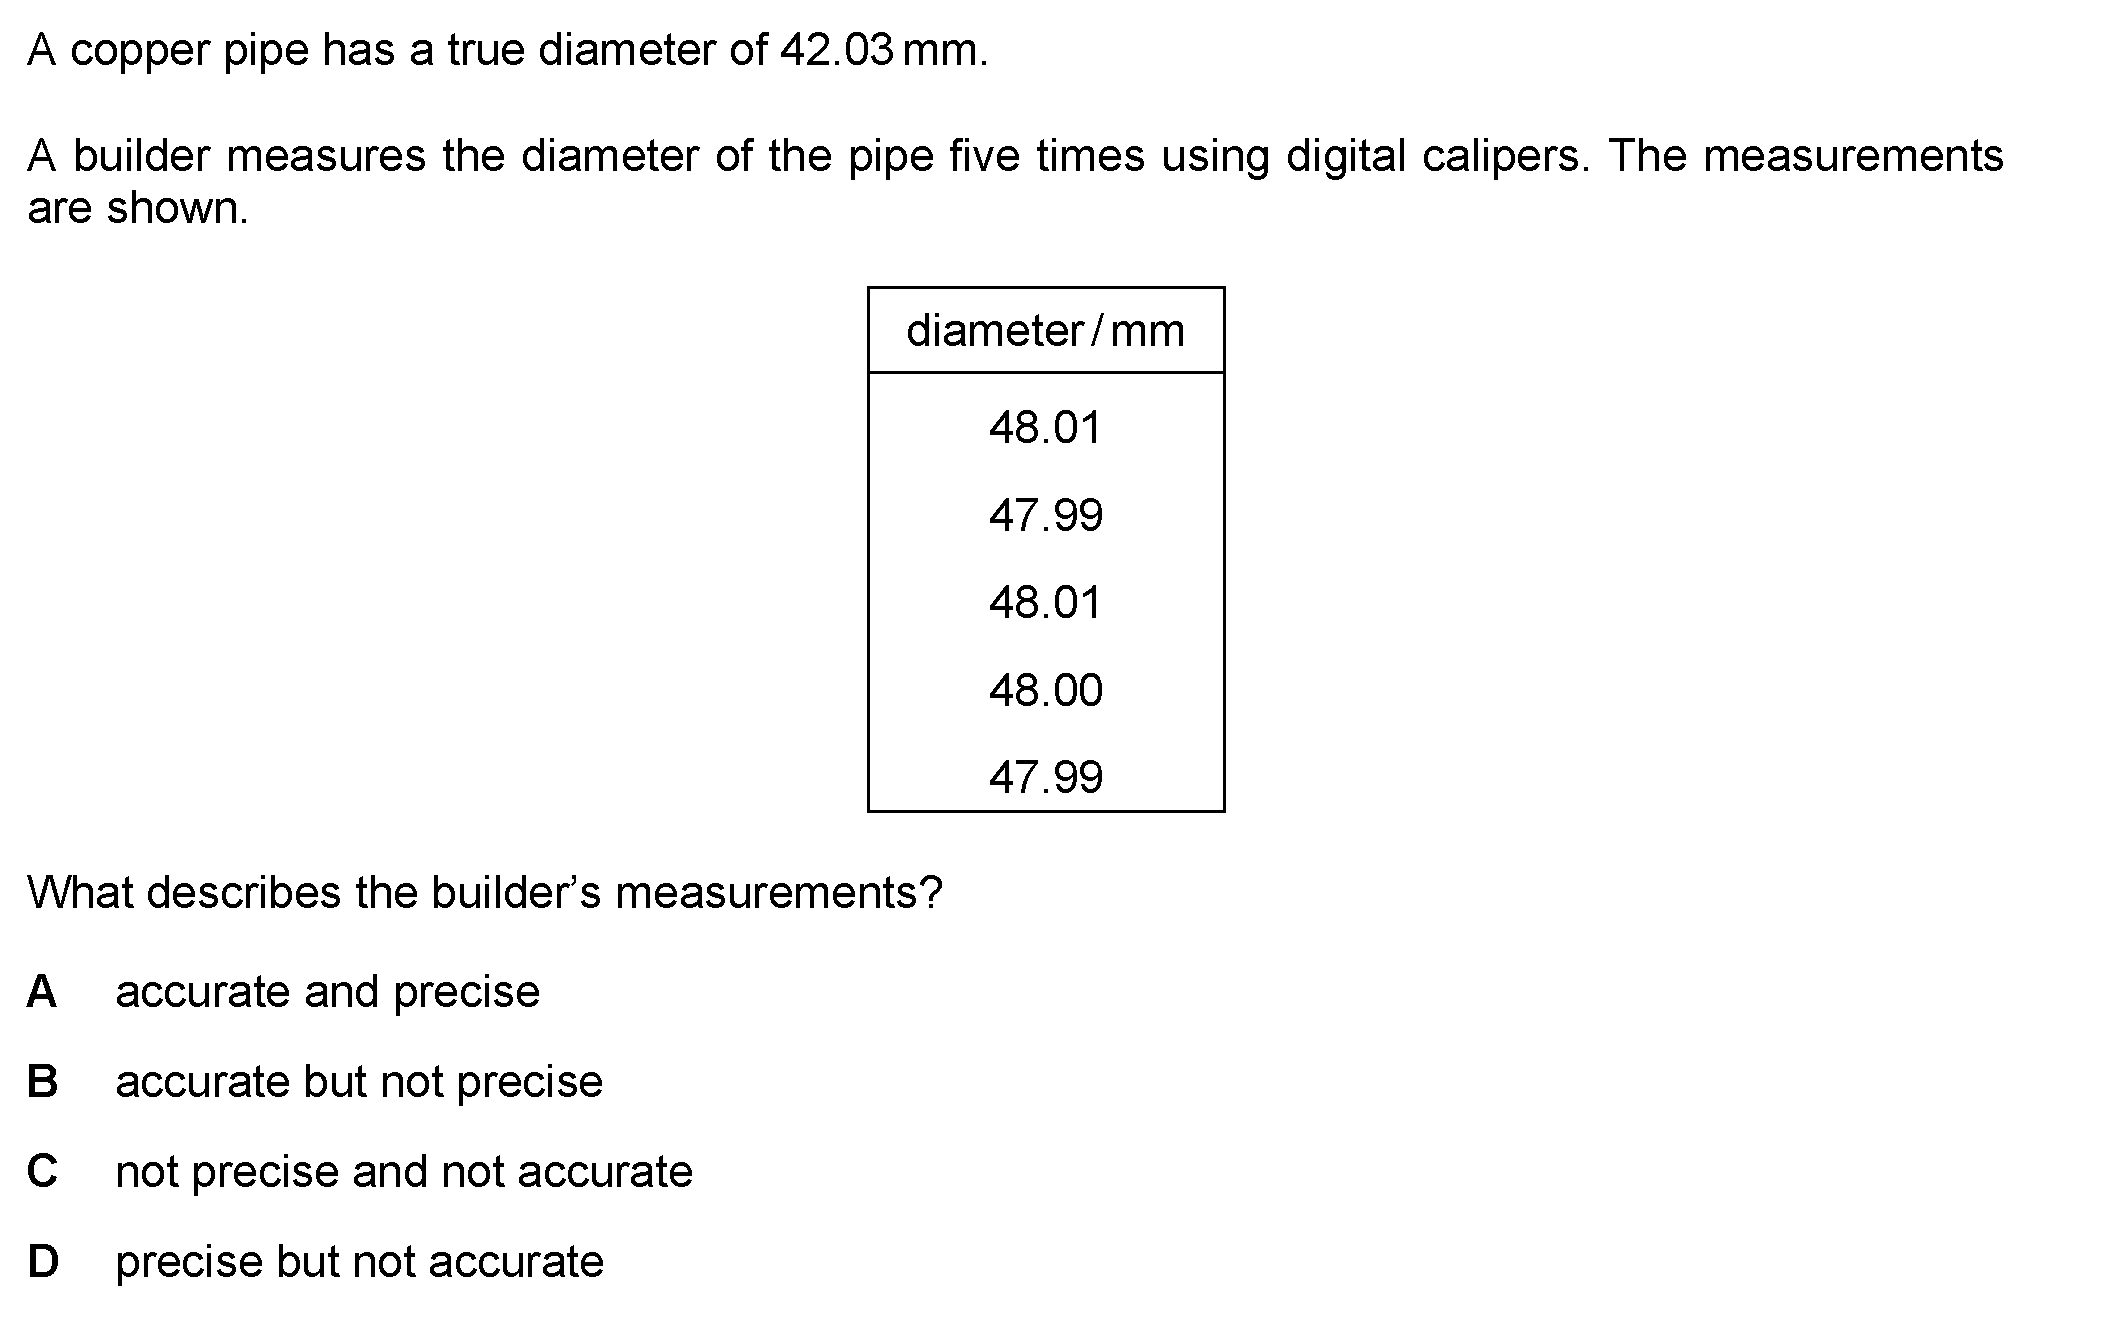 A copper pipe has a true diameter of 42.03 mm.
A builder measures the diameter of the pipe five times using digital calipers. The measurements
are shown.
diameter / mm
48.01
47.99
48.01
48.00
47.99
What describes the builder’s measurements?
A accurate and precise
B accurate but not precise
C not precise and not accurate
D precise but not accurate